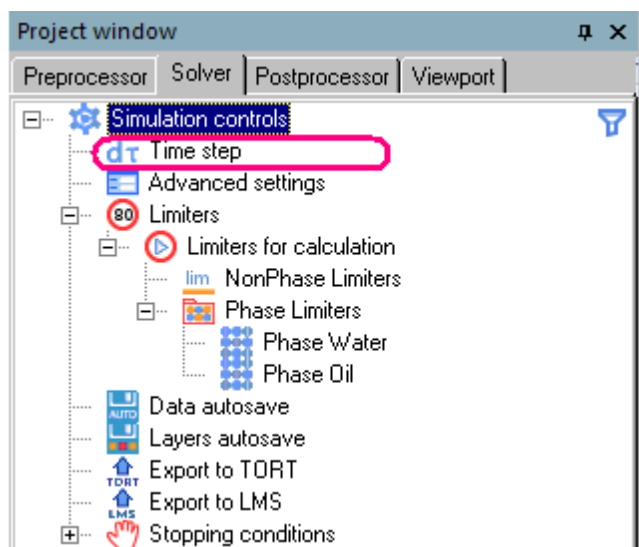 Project window
Preprocessor Solver Postprocessor Viewport
Simulation controls
dτ Time step
Advanced settings
80 Limiters
Limiters for calculation
lim NonPhase Limiters
Phase Limiters
Phase Water
Phase Oil
AUTO Data autosave
Layers autosave
TORT Export to TORT
LMS Export to LMS
Stopping conditions